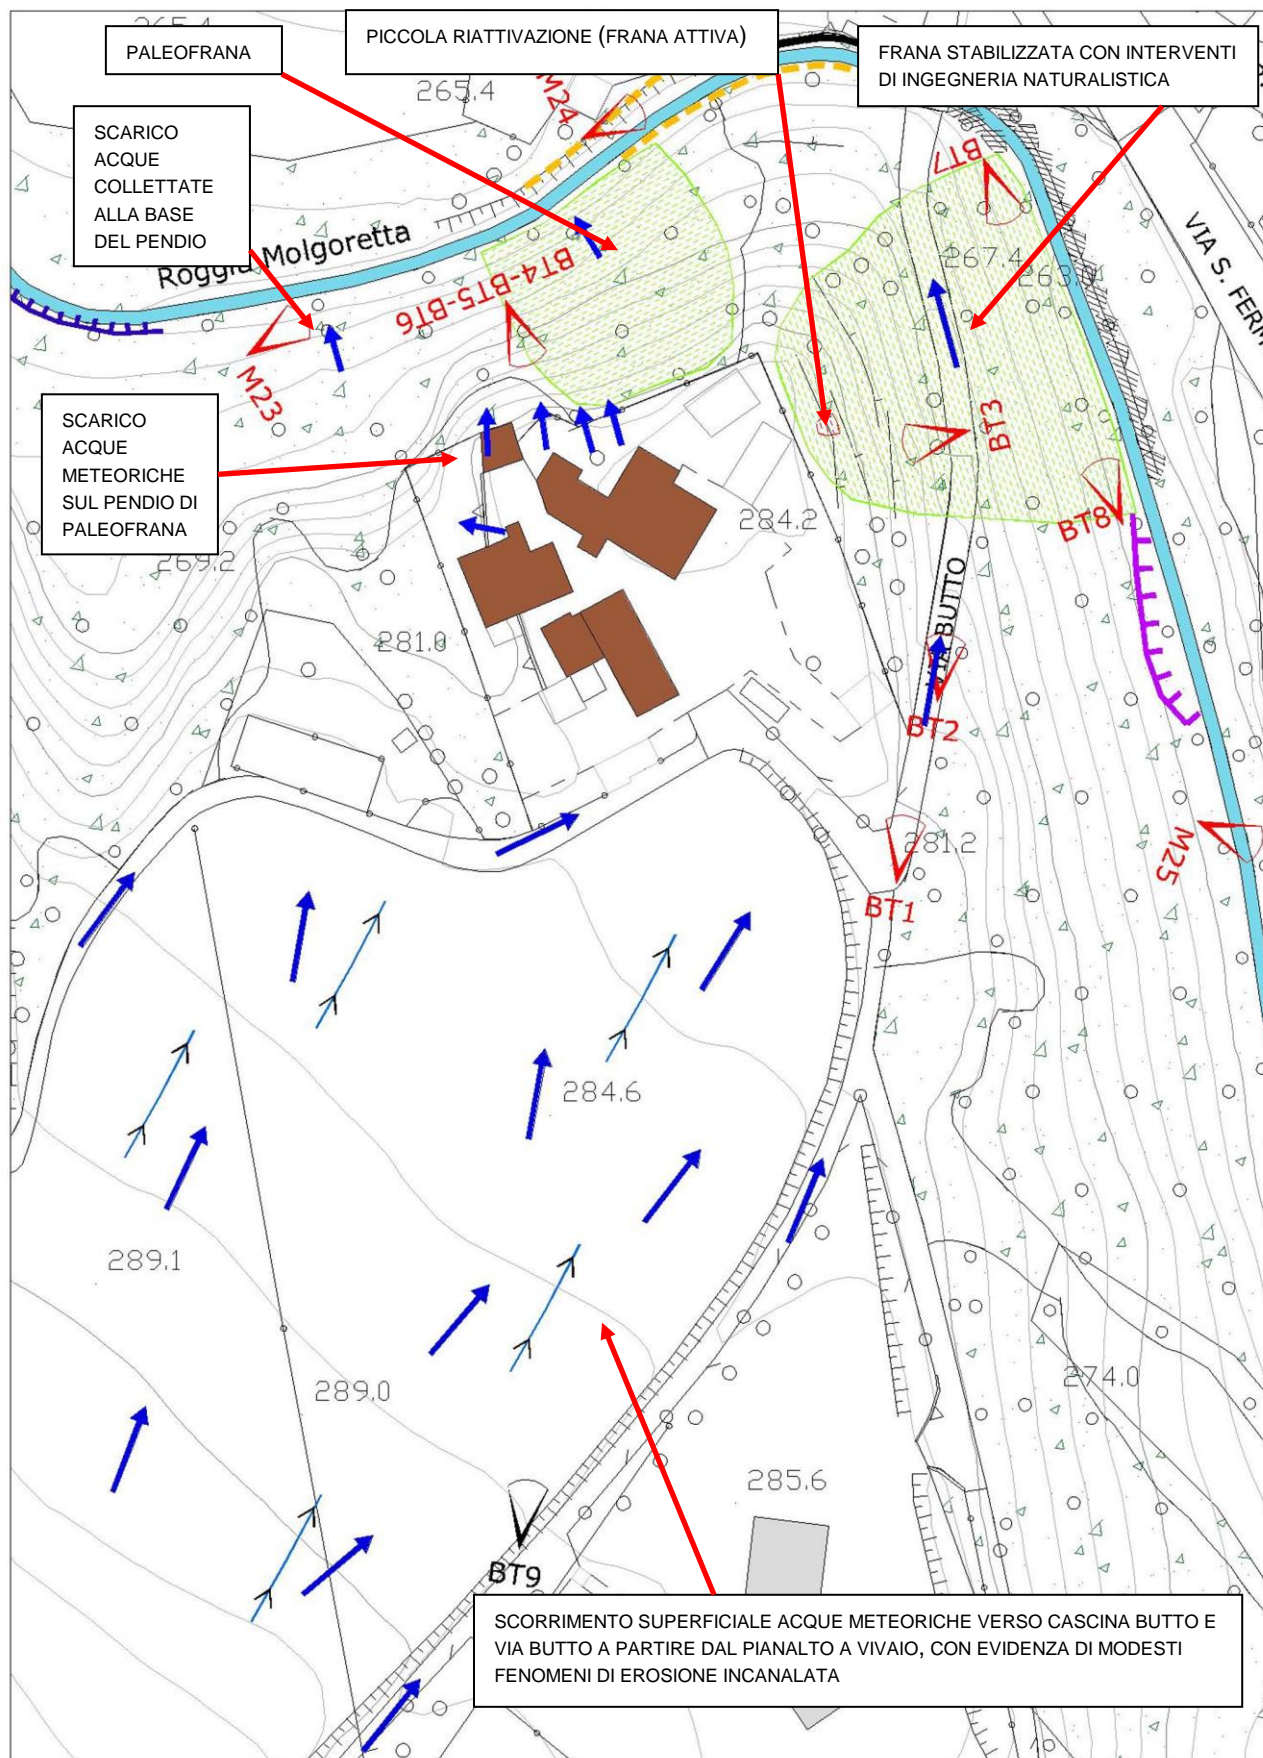 265.4
PALEOFRANA
PICCOLA RIATTIVAZIONE (FRANA ATTIVA)
FRANA STABILIZZATA CON INTERVENTI
DI INGEGNERIA NATURALISTICA
265.4
M24
SCARICO
ACQUE
COLLETTATE
ALLA BASE
DEL PENDIO
BT7
VIA S. FERM
Roggia Molgoretta
BT4-BT5-BT6
267.4
M23
SCARICO
ACQUE
METEORICHE
SUL PENDIO DI
PALEOFRANA
BT3
284.2
BT8
269.2
VIA BUTTO
281.0
BT2
281.2
M25
BT1
284.6
289.1
289.0
274.0
285.6
BT9
SCORRIMENTO SUPERFICIALE ACQUE METEORICHE VERSO CASCINA BUTTO E
VIA BUTTO A PARTIRE DAL PIANALTO A VIVAIO, CON EVIDENZA DI MODESTI
FENOMENI DI EROSIONE INCANALATA